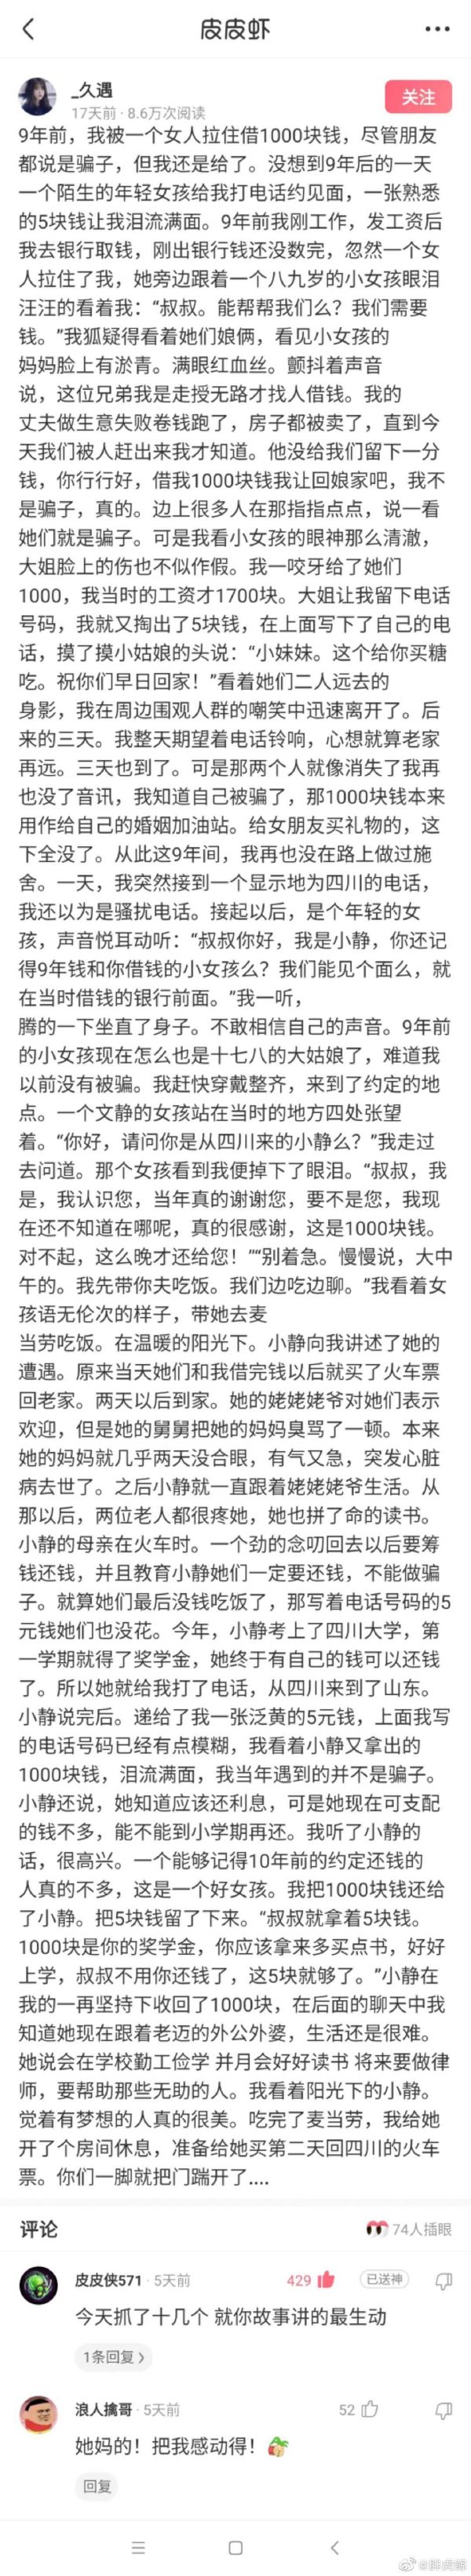 皮皮虾
_久遇
17天前 · 8.6万次阅读
关注
9年前，我被一个女人拉住借1000块钱，尽管朋友
都说是骗子，但我还是给了。没想到9年后的一天
一个陌生的年轻女孩给我打电话约见面，一张熟悉
的5块钱让我泪流满面。9年前我刚工作，发工资后
我去银行取钱，刚出银行钱还没数完，忽然一个女
人拉住了我，她旁边跟着一个八九岁的小女孩眼泪
汪汪的看着我：“叔叔。能帮帮我们么？我们需要
钱。”我狐疑得看着她们娘俩，看见小女孩的
妈妈脸上有淤青。满眼红血丝。颤抖着声音
说，这位兄弟我是走授无路才找人借钱。我的
丈夫做生意失败卷钱跑了，房子都被卖了，直到今
天我们被人赶出来我才知道。他没给我们留下一分
钱，你行行好，借我1000块钱我让回娘家吧，我不
是骗子，真的。边上很多人在那指指点点，说一看
她们就是骗子。可是我看小女孩的眼神那么清澈，
大姐脸上的伤也不似作假。我一咬牙给了她们
1000，我当时的工资才1700块。大姐让我留下电话
号码，我就又掏出了5块钱，在上面写下了自己的电
话，摸了摸小姑娘的头说：“小妹妹。这个给你买糖
吃。祝你们早日回家！”看着她们二人远去的
身影，我在周边围观人群的嘲笑中迅速离开了。后
来的三天。我整天期望着电话铃响，心想就算老家
再远。三天也到了。可是那两个人就像消失了我再
也没了音讯，我知道自己被骗了，那1000块钱本来
用作给自己的婚姻加油站。给女朋友买礼物的，这
下全没了。从此这9年间，我再也没在路上做过施
舍。一天，我突然接到一个显示地为四川的电话，
我还以为是骚扰电话。接起以后，是个年轻的女
孩，声音悦耳动听：“叔叔你好，我是小静，你还记
得9年钱和你借钱的小女孩么？我们能见个面么，就
在当时借钱的银行前面。”我一听，
腾的一下坐直了身子。不敢相信自己的声音。9年前
的小女孩现在怎么也是十七八的大姑娘了，难道我
以前没有被骗。我赶快穿戴整齐，来到了约定的地
点。一个文静的女孩站在当时的地方四处张望
着。“你好，请问你是从四川来的小静么？”我走过
去问道。那个女孩看到我便掉下了眼泪。“叔叔，我
是，我认识您，当年真的谢谢您，要不是您，我现
在还不知道在哪呢，真的很感谢，这是1000块钱。
对不起，这么晚才还给您！”“别着急。慢慢说，大中
午的。我先带你夫吃饭。我们边吃边聊。”我看着女
孩语无伦次的样子，带她去麦
当劳吃饭。在温暖的阳光下。小静向我讲述了她的
遭遇。原来当天她们和我借完钱以后就买了火车票
回老家。两天以后到家。她的姥姥姥爷对她们表示
欢迎，但是她的舅舅把她的妈妈臭骂了一顿。本来
她的妈妈就几乎两天没合眼，有气又急，突发心脏
病去世了。之后小静就一直跟着姥姥姥爷生活。从
那以后，两位老人都很疼她，她也拼了命的读书。
小静的母亲在火车时。一个劲的念叨回去以后要筹
钱还钱，并且教育小静她们一定要还钱，不能做骗
子。就算她们最后没钱吃饭了，那写着电话号码的5
元钱她们也没花。今年，小静考上了四川大学，第
一学期就得了奖学金，她终于有自己的钱可以还钱
了。所以她就给我打了电话，从四川来到了山东。
小静说完后。递给了我一张泛黄的5元钱，上面我写
的电话号码已经有点模糊，我看着小静又拿出的
1000块钱，泪流满面，我当年遇到的并不是骗子。
小静还说，她知道应该还利息，可是她现在可支配
的钱不多，能不能到小学期再还。我听了小静的
话，很高兴。一个能够记得10年前的约定还钱的
人真的不多，这是一个好女孩。我把1000块钱还给
了小静。把5块钱留了下来。“叔叔就拿着5块钱。
1000块是你的奖学金，你应该拿来多买点书，好好
上学，叔叔不用你还钱了，这5块就够了。”小静在
我的一再坚持下收回了1000块，在后面的聊天中我
知道她现在跟着老迈的外公外婆，生活还是很难。
她说会在学校勤工俭学 并月会好好读书 将来要做律
师，要帮助那些无助的人。我看着阳光下的小静。
觉着有梦想的人真的很美。吃完了麦当劳，我给她
开了个房间休息，准备给她买第二天回四川的火车
票。你们一脚就把门踹开了....
评论
74人插眼
皮皮侠571 · 5天前
429
已送神
今天抓了十几个 就你故事讲的最生动
1条回复 >
浪人擒哥 · 5天前
52
她妈的！把我感动得！
回复